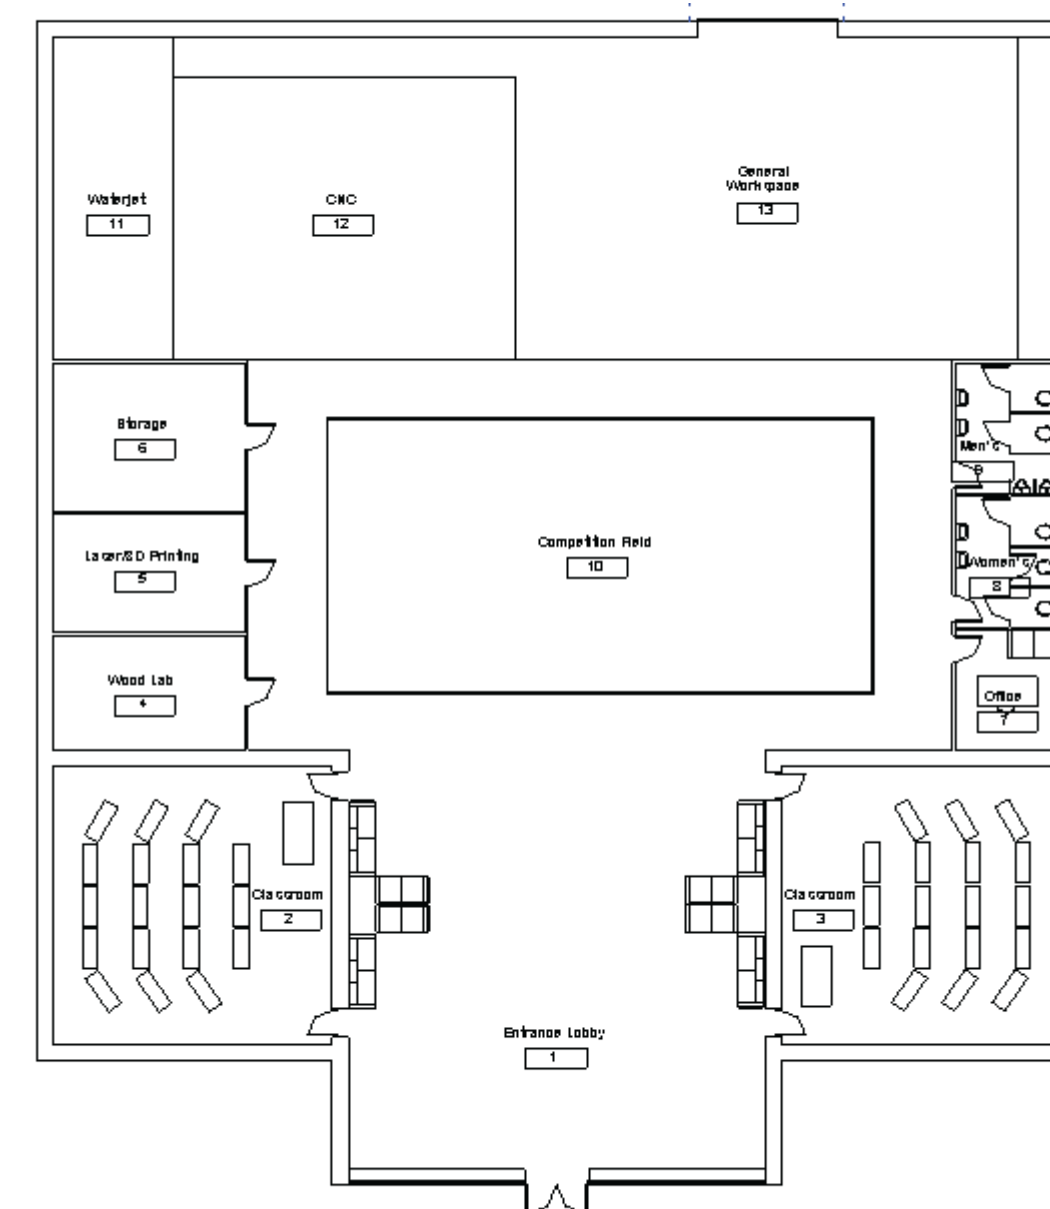 General
Workspace
13
Waterjet
11
CNC
12
Storage
6
Men's
9
Competition Field
10
Laser/3D Printing
5
Women's
8
Wood Lab
4
Office
7
Classroom
2
Classroom
3
Entrance Lobby
1